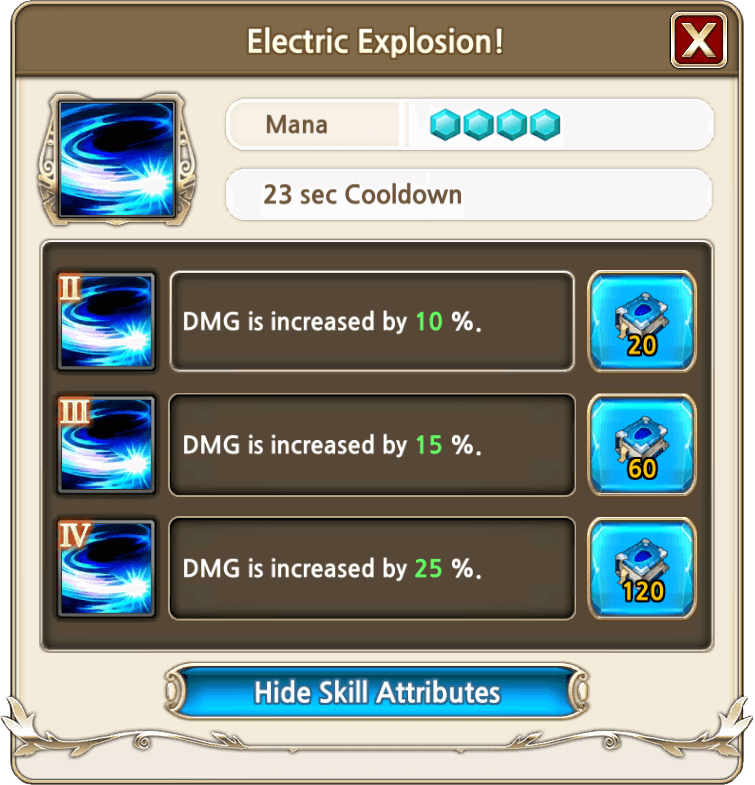 Electric Explosion!
X
Mana
23 sec Cooldown
II
DMG is increased by 10 %.
20
III
DMG is increased by 15 %.
60
IV
DMG is increased by 25 %.
120
Hide Skill Attributes